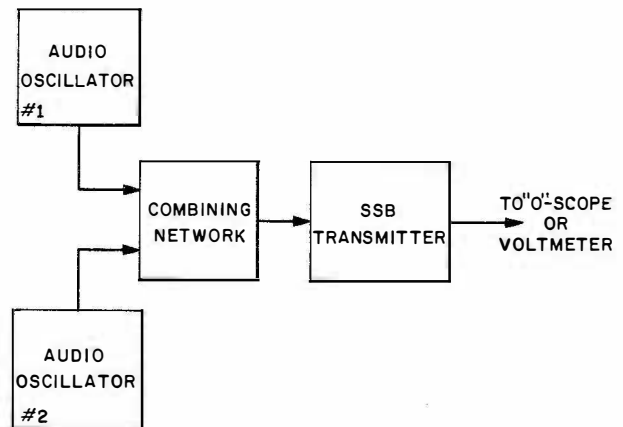 AUDIO
OSCILLATOR
#1
COMBINING
NETWORK
SSB
TRANSMITTER
TO"O"-SCOPE
OR
VOLTMETER
AUDIO
OSCILLATOR
#2